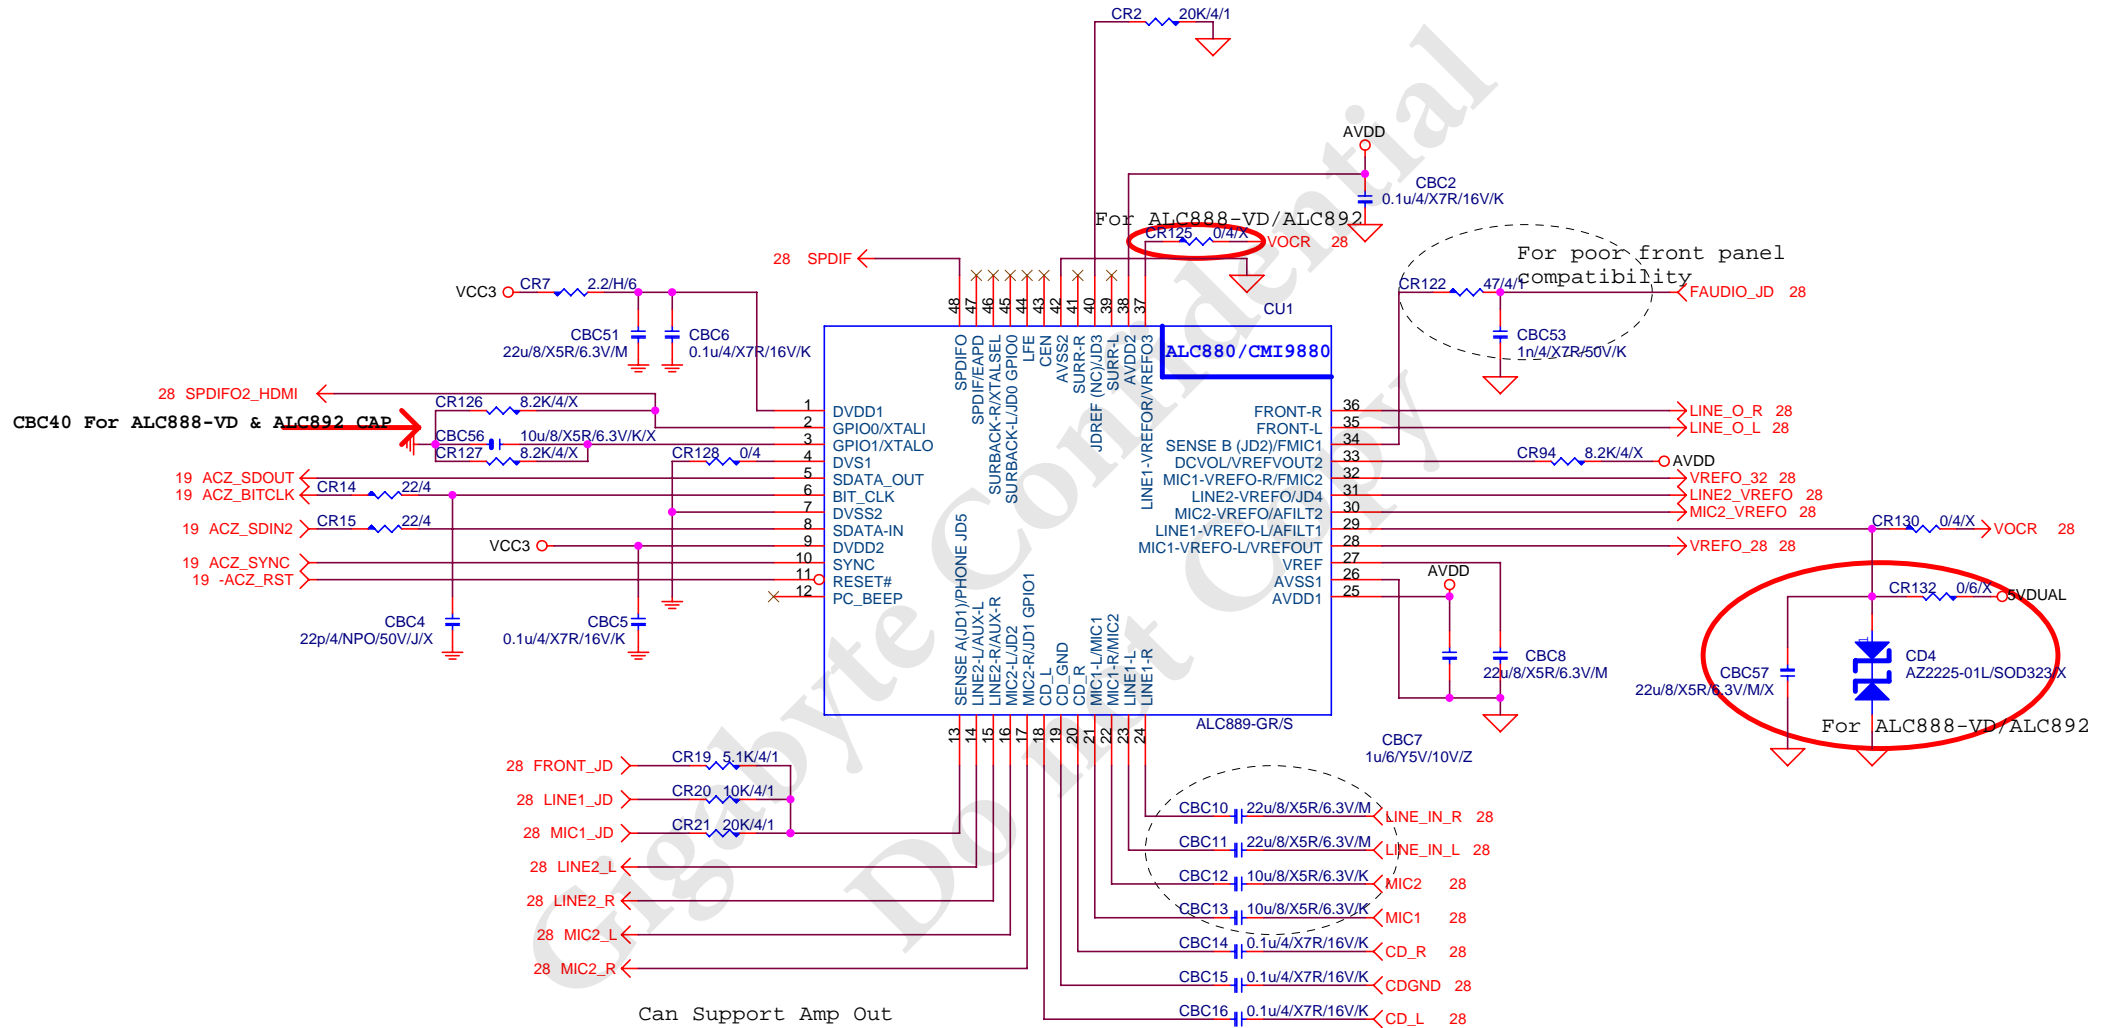 CR2 20K/4/1
AVDD
CBC2
0.1u/4/X7R/16V/K
For ALC888-VD/ALC892
CR125 0/4/X
VOCR 28
28 SPDIF
For poor front panel
compatibility
CR122 47/4/1
FAUDIO_JD 28
CBC53
1n/4/X7R/50V/K
VCC3
CR7 2.2/H/6
CBC51
22u/8/X5R/6.3V/M
CBC6
0.1u/4/X7R/16V/K
CU1
ALC880/CMI9880
48 47 46 45 44 43 42 41 40 39 38 37
SPDIFO
SPDIF/EAPD
SURBACK-R/XTALSEL
SURBACK-L/JD0 GPIO0
LFE
CEN
AVSS2
SURR-R
JDREF (NC)/JD3
SURR-L
AVDD2
LINE1-VREFOR/VREFO3
28 SPDIFO2_HDMI
CR126 8.2K/4/X
CBC40 For ALC888-VD & ALC892 CAP
CBC56 10u/8/X5R/6.3V/K/X
CR127 8.2K/4/X
CR128 0/4
19 ACZ_SDOUT
19 ACZ_BITCLK
CR14 22/4
19 ACZ_SDIN2
CR15 22/4
VCC3
19 ACZ_SYNC
19 -ACZ_RST
CBC4
22p/4/NPO/50V/J/X
CBC5
0.1u/4/X7R/16V/K
1 DVDD1
2 GPIO0/XTALI
3 GPIO1/XTALO
4 DVS1
5 SDATA_OUT
6 BIT_CLK
7 DVSS2
8 SDATA-IN
9 DVDD2
10 SYNC
11 RESET#
12 PC_BEEP
FRONT-R 36
FRONT-L 35
SENSE B (JD2)/FMIC1 34
DCVOL/VREFVOUT2 33
MIC1-VREFO-R/FMIC2 32
LINE2-VREFO/JD4 31
MIC2-VREFO/AFILT2 30
LINE1-VREFO-L/AFILT1 29
MIC1-VREFO-L/VREFOUT 28
VREF 27
AVSS1 26
AVDD1 25
LINE_O_R 28
LINE_O_L 28
CR94 8.2K/4/X
AVDD
VREFO_32 28
LINE2_VREFO 28
MIC2_VREFO 28
CR130 0/4/X
VOCR 28
VREFO_28 28
AVDD
CR132 0/6/X
5VDUAL
CBC8
22u/8/X5R/6.3V/M
CBC57
22u/8/X5R/6.3V/M/X
1
CD4
AZ2225-01L/SOD323/X
For ALC888-VD/ALC892
SENSE A(JD1)/PHONE JD5
LINE2-L/AUX-L
LINE2-R/AUX-R
MIC2-L/JD2
MIC2-R/JD1 GPIO1
CD_L
CD_GND
CD_R
MIC1-L/MIC1
MIC1-R/MIC2
LINE1-L
LINE1-R
13 14 15 16 17 18 19 20 21 22 23 24
ALC889-GR/S
CBC7
1u/6/Y5V/10V/Z
28 FRONT_JD
CR19 5.1K/4/1
28 LINE1_JD
CR20 10K/4/1
28 MIC1_JD
CR21 20K/4/1
28 LINE2_L
28 LINE2_R
28 MIC2_L
28 MIC2_R
CBC10 22u/8/X5R/6.3V/M LINE_IN_R 28
CBC11 22u/8/X5R/6.3V/M LINE_IN_L 28
CBC12 10u/8/X5R/6.3V/K MIC2 28
CBC13 10u/8/X5R/6.3V/K MIC1 28
CBC14 0.1u/4/X7R/16V/K CD_R 28
CBC15 0.1u/4/X7R/16V/K CDGND 28
CBC16 0.1u/4/X7R/16V/K CD_L 28
Can Support Amp Out
Gigabyte Confidential
Do not Copy